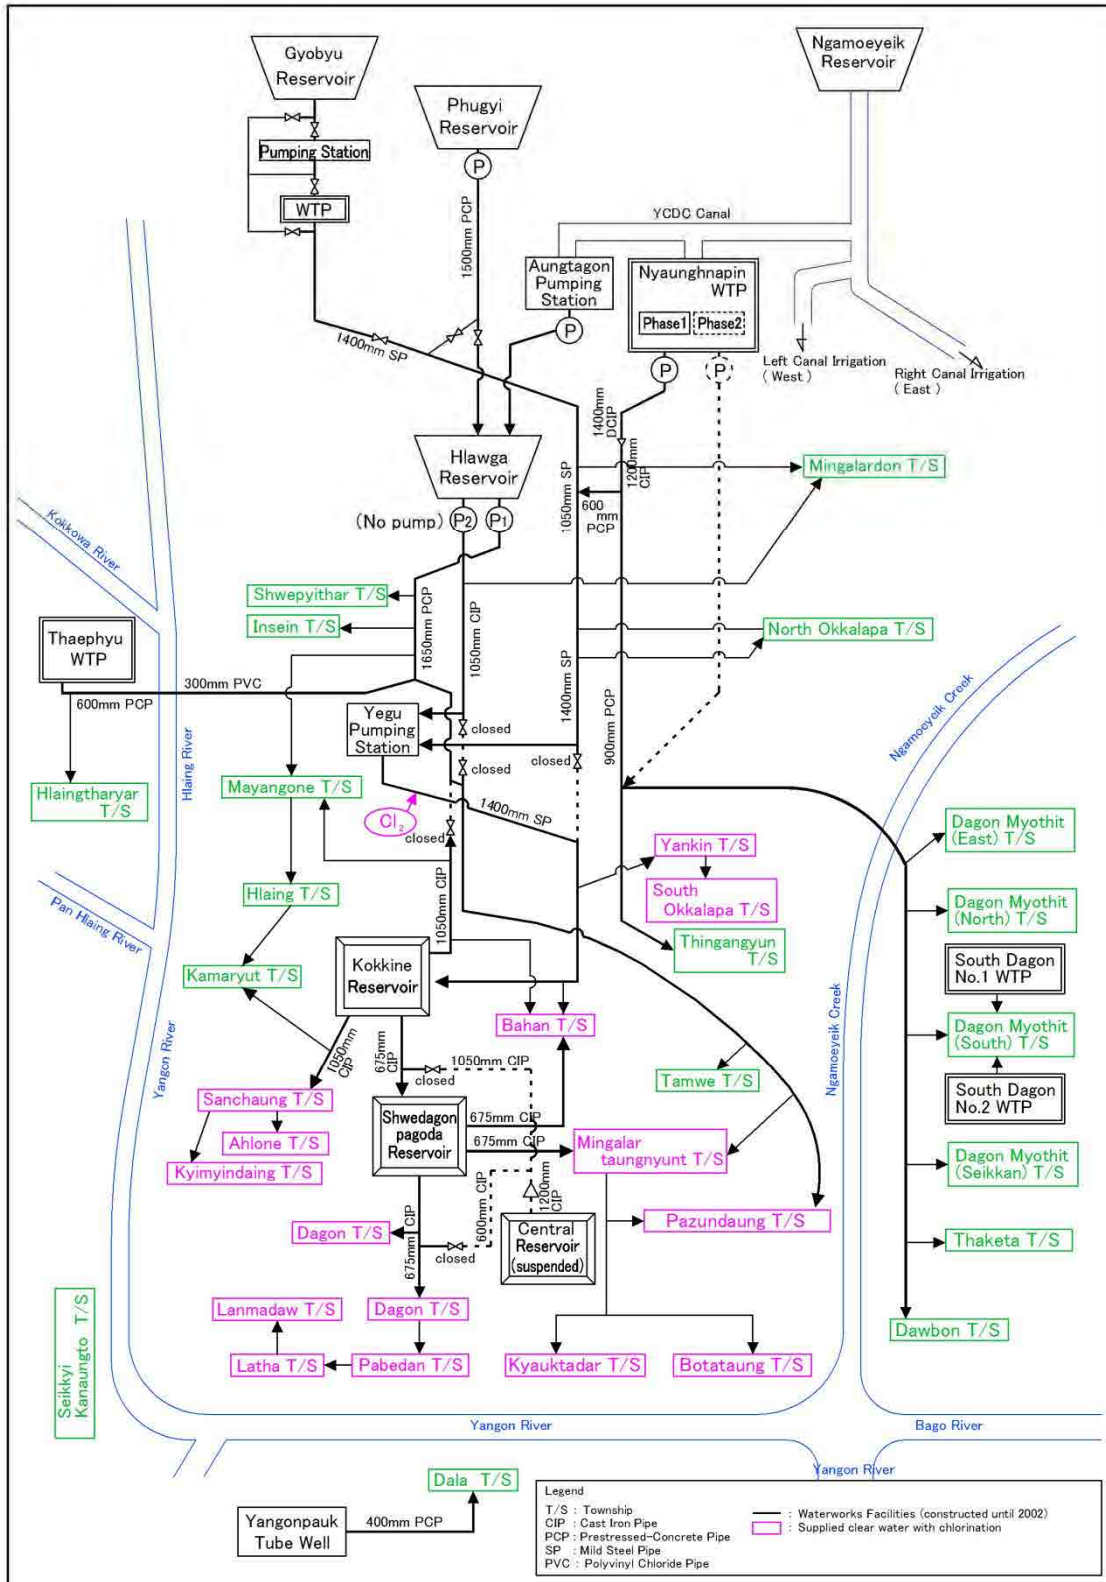 Gyobyu
Reservoir
Phugyi
Reservoir
Ngamoeyeik
Reservoir
Pumping Station
WTP
P
1500mm PCP
YCDC Canal
Aungtagon
Pumping
Station
P
Nyaunghnapin
WTP
Phase1
Phase2
P
P
Left Canal Irrigation
( West )
Right Canal Irrigation
( East )
1400mm SP
1400mm
DCIP
1200mm
CIP
Hlawga
Reservoir
1050mm SP
600
mm
PCP
Mingalardon T/S
(No pump)
P2
P1
Kokkowa River
Shwepyithar T/S
Insein T/S
1650mm PCP
1050mm CIP
North Okkalapa T/S
Thaephyu
WTP
300mm PVC
600mm PCP
1400mm SP
900mm PCP
Yegu
Pumping
Station
closed
closed
closed
Ngamoeyeik Creek
Hlaing River
Hlaingtharyar
T/S
Mayangone T/S
Cl2
closed
1400mm SP
Yankin T/S
South
Okkalapa T/S
Dagon Myothit
(East) T/S
Hlaing T/S
1050mm CIP
Thingangyun
T/S
Dagon Myothit
(North) T/S
Pan Hlaing River
Kamaryut T/S
Kokkine
Reservoir
South Dagon
No.1 WTP
Bahan T/S
Dagon Myothit
(South) T/S
Yangon River
1050mm
CIP
675mm
CIP
1050mm CIP
closed
Ngamoeyeik Creek
Tamwe T/S
South Dagon
No.2 WTP
Sanchaung T/S
Shwedagon
pagoda
Reservoir
675mm CIP
675mm CIP
Ahlone T/S
Kyimyindaing T/S
Mingalar
taungnyunt T/S
Dagon Myothit
(Seikkan) T/S
600mm CIP
1200mm
CIP
Dagon T/S
675mm CIP
closed
Central
Reservoir
(suspended)
Pazundaung T/S
Thaketa T/S
Lanmadaw T/S
Dagon T/S
Dawbon T/S
Latha T/S
Pabedan T/S
Kyauktadar T/S
Botataung T/S
Seikkyi
Kanaungto T/S
Yangon River
Bago River
Yangon River
Dala T/S
Yangonpauk
Tube Well
400mm PCP
Legend
T/S : Township
CIP : Cast Iron Pipe
PCP : Prestressed-Concrete Pipe
SP : Mild Steel Pipe
PVC : Polyvinyl Chloride Pipe
: Waterworks Facilities (constructed until 2002)
: Supplied clear water with chlorination